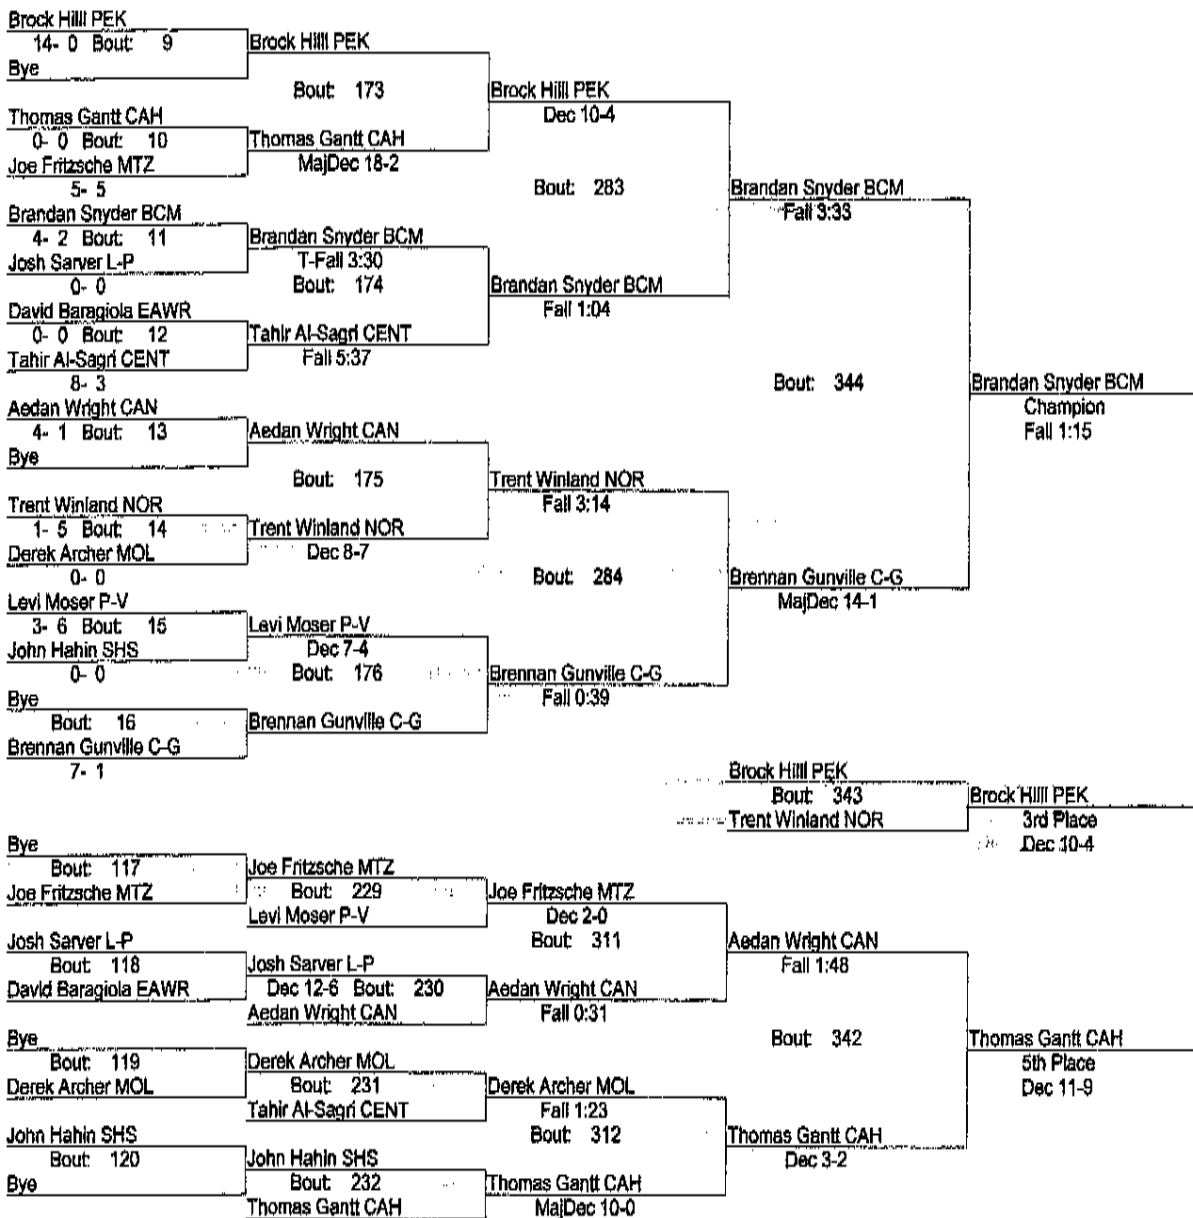 Brock Hilll PEK
14- 0 Bout: 9
Bye
Brock Hilll PEK
Bout: 173
Thomas Gantt CAH
0- 0 Bout: 10
Joe Fritzsche MTZ
5- 5
Thomas Gantt CAH
MajDec 18-2
Brock Hilll PEK
Dec 10-4
Bout: 283
Brandan Snyder BCM
4- 2 Bout: 11
Josh Sarver L-P
0- 0
Brandan Snyder BCM
T-Fall 3:30
Bout: 174
David Baragiola EAWR
0- 0 Bout: 12
Tahir Al-Sagri CENT
8- 3
Tahir Al-Sagri CENT
Fall 5:37
Brandan Snyder BCM
Fall 1:04
Brandan Snyder BCM
Fall 3:33
Bout: 344
Aedan Wright CAN
4- 1 Bout: 13
Bye
Aedan Wright CAN
Bout: 175
Trent Winland NOR
1- 5 Bout: 14
Derek Archer MOL
0- 0
Trent Winland NOR
Dec 8-7
Trent Winland NOR
Fall 3:14
Bout: 284
Levi Moser P-V
3- 6 Bout: 15
John Hahin SHS
0- 0
Levi Moser P-V
Dec 7-4
Bout: 176
Bye
Bout: 16
Brennan Gunville C-G
7- 1
Brennan Gunville C-G
Brennan Gunville C-G
Fall 0:39
Brennan Gunville C-G
MajDec 14-1
Brandan Snyder BCM
Champion
Fall 1:15
Brock Hilll PEK
Bout: 343
Trent Winland NOR
Brock Hilll PEK
3rd Place
Dec 10-4
Bye
Bout: 117
Joe Fritzsche MTZ
Joe Fritzsche MTZ
Bout: 229
Levi Moser P-V
Joe Fritzsche MTZ
Dec 2-0
Bout: 311
Josh Sarver L-P
Bout: 118
David Baragiola EAWR
Josh Sarver L-P
Dec 12-6 Bout: 230
Aedan Wright CAN
Aedan Wright CAN
Fall 0:31
Aedan Wright CAN
Fall 1:48
Bout: 342
Bye
Bout: 119
Derek Archer MOL
Derek Archer MOL
Bout: 231
Tahir Al-Sagri CENT
Derek Archer MOL
Fall 1:23
Bout: 312
John Hahin SHS
Bout: 120
Bye
John Hahin SHS
Bout: 232
Thomas Gantt CAH
Thomas Gantt CAH
MajDec 10-0
Thomas Gantt CAH
Dec 3-2
Thomas Gantt CAH
5th Place
Dec 11-9